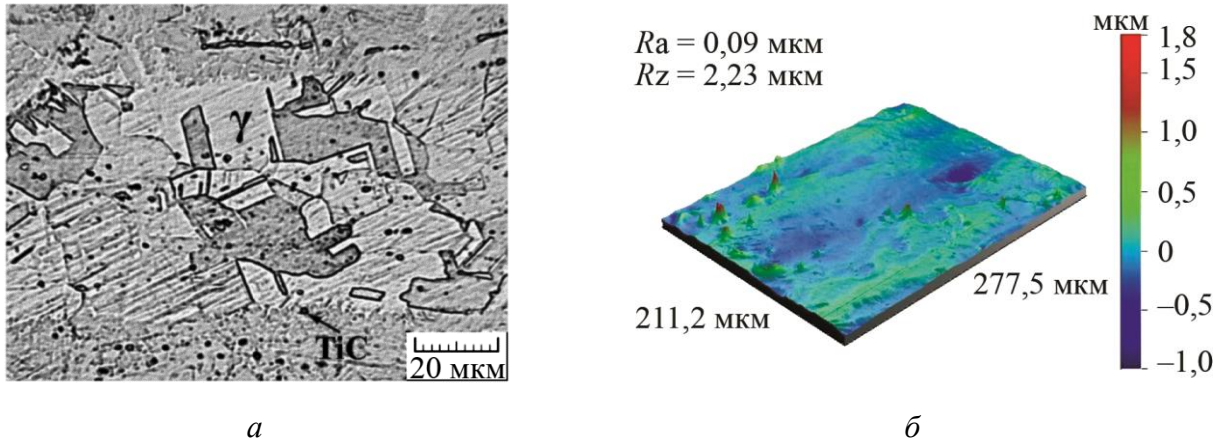 γ
TiC
20 мкм
Ra = 0,09 мкм
Rz = 2,23 мкм
211,2 мкм
277,5 мкм
мкм
1,8
1,5
1,0
0,5
0
–0,5
–1,0
а
б